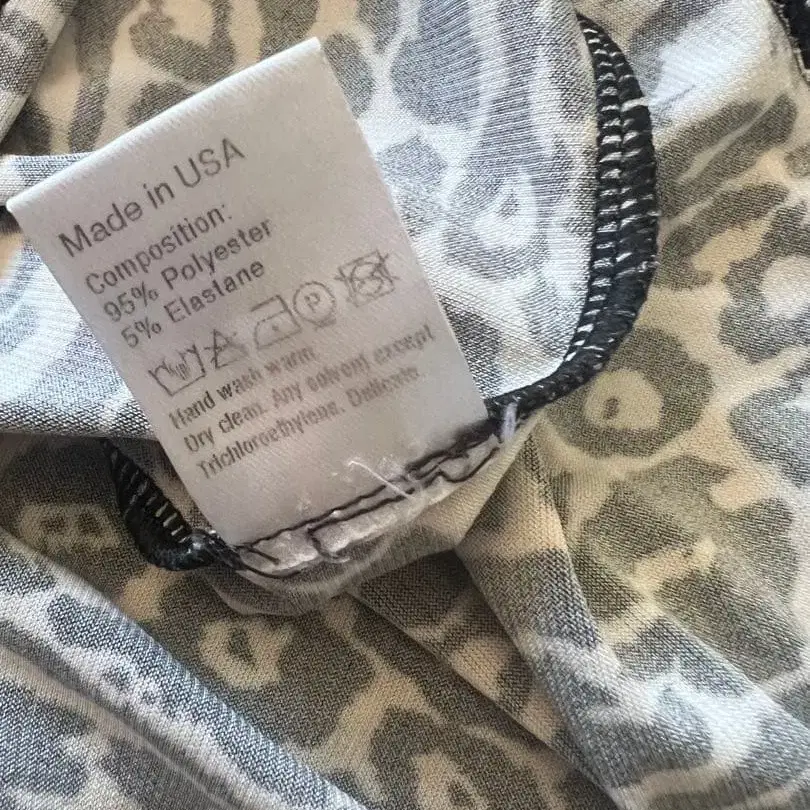 Made in USA
Composition:
95% Polyester
5% Elastane
P
Hand wash warm.
Dry clean. Any solvent except
Trichloroethylene. Delicate